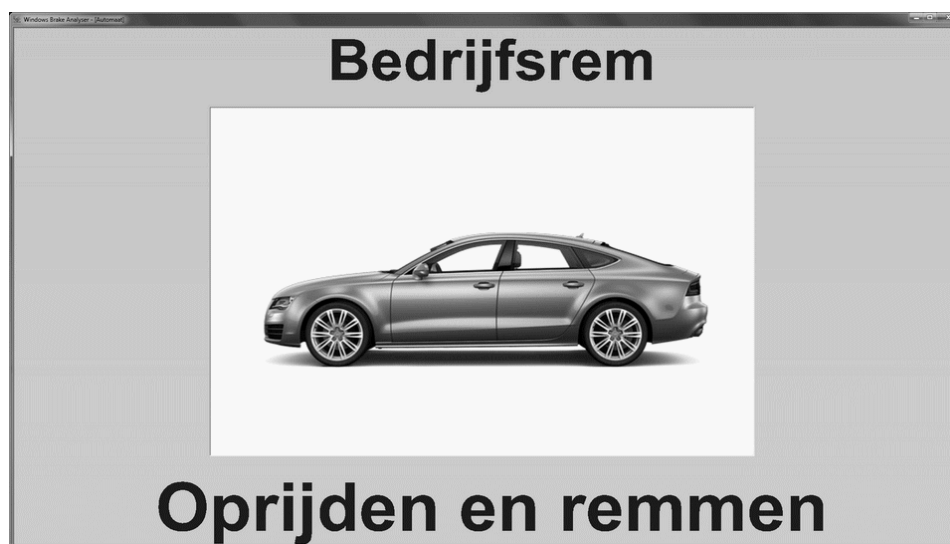 Windows Brake Analyser - [Automaat]
Bedrijfsrem
Oprijden en remmen